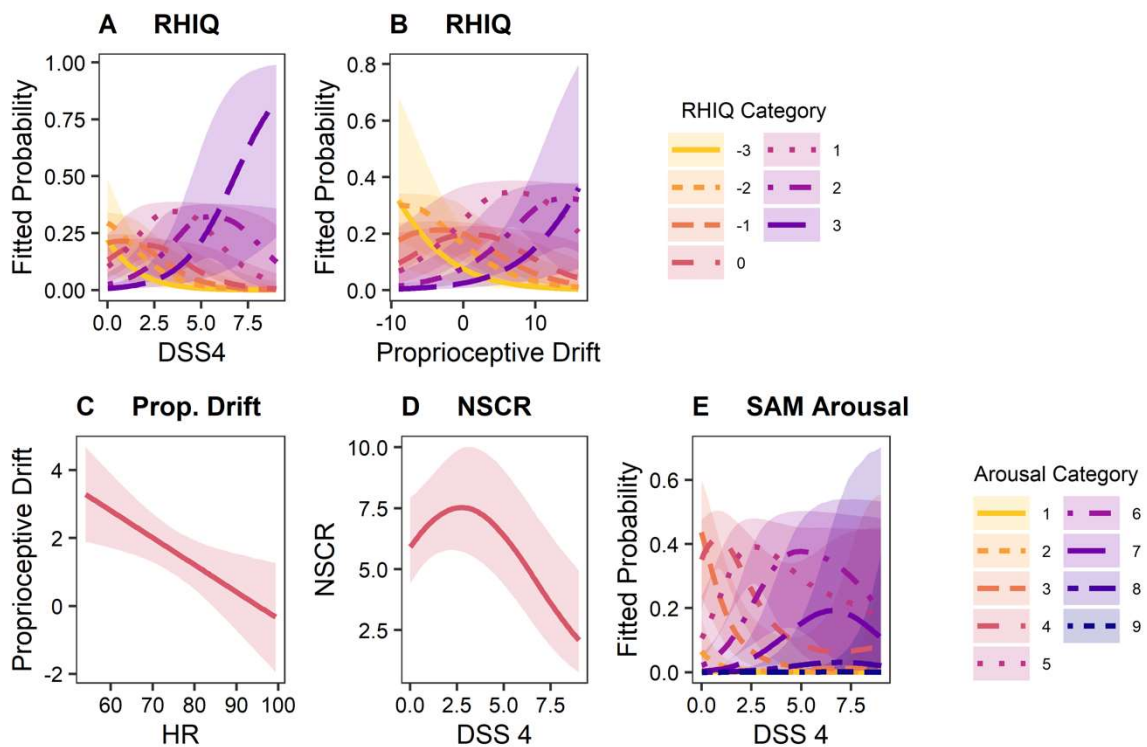 A RHIQ
B RHIQ
Fitted Probability
1.00
0.75
0.50
0.25
0.00
0.0 2.5 5.0 7.5
DSS4
Fitted Probability
0.8
0.6
0.4
0.2
0.0
-10 0 10
Proprioceptive Drift
RHIQ Category
-3 1
-2 2
-1 3
0
C Prop. Drift
D NSCR
E SAM Arousal
Proprioceptive Drift
4
2
0
-2
60 70 80 90 100
HR
NSCR
10.0
7.5
5.0
2.5
0.0 2.5 5.0 7.5
DSS 4
Fitted Probability
0.6
0.4
0.2
0.0
0.0 2.5 5.0 7.5
DSS 4
Arousal Category
1 6
2 7
3 8
4 9
5